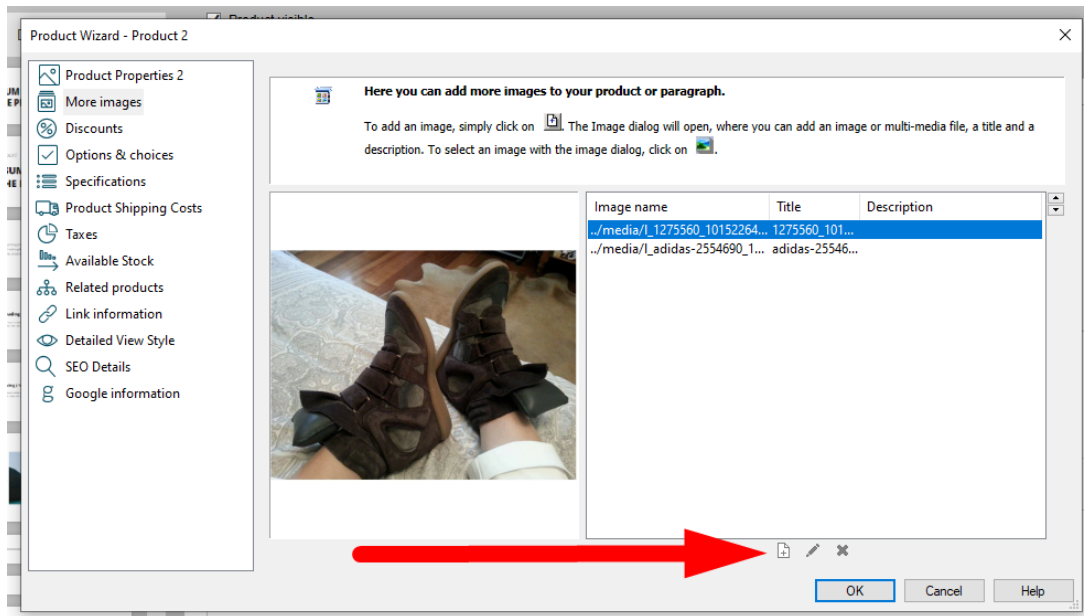 Product visible
Product Wizard - Product 2
Product Properties 2
More images
Discounts
Options & choices
Specifications
Product Shipping Costs
Taxes
Available Stock
Related products
Link information
Detailed View Style
SEO Details
Google information
Here you can add more images to your product or paragraph.
To add an image, simply click on The Image dialog will open, where you can add an image or multi-media file, a title and a
description. To select an image with the image dialog, click on .
Image name Title Description
../media/l_1275560_10152264... 1275560_101...
../media/l_adidas-2554690_1... adidas-25546...
OK Cancel Help